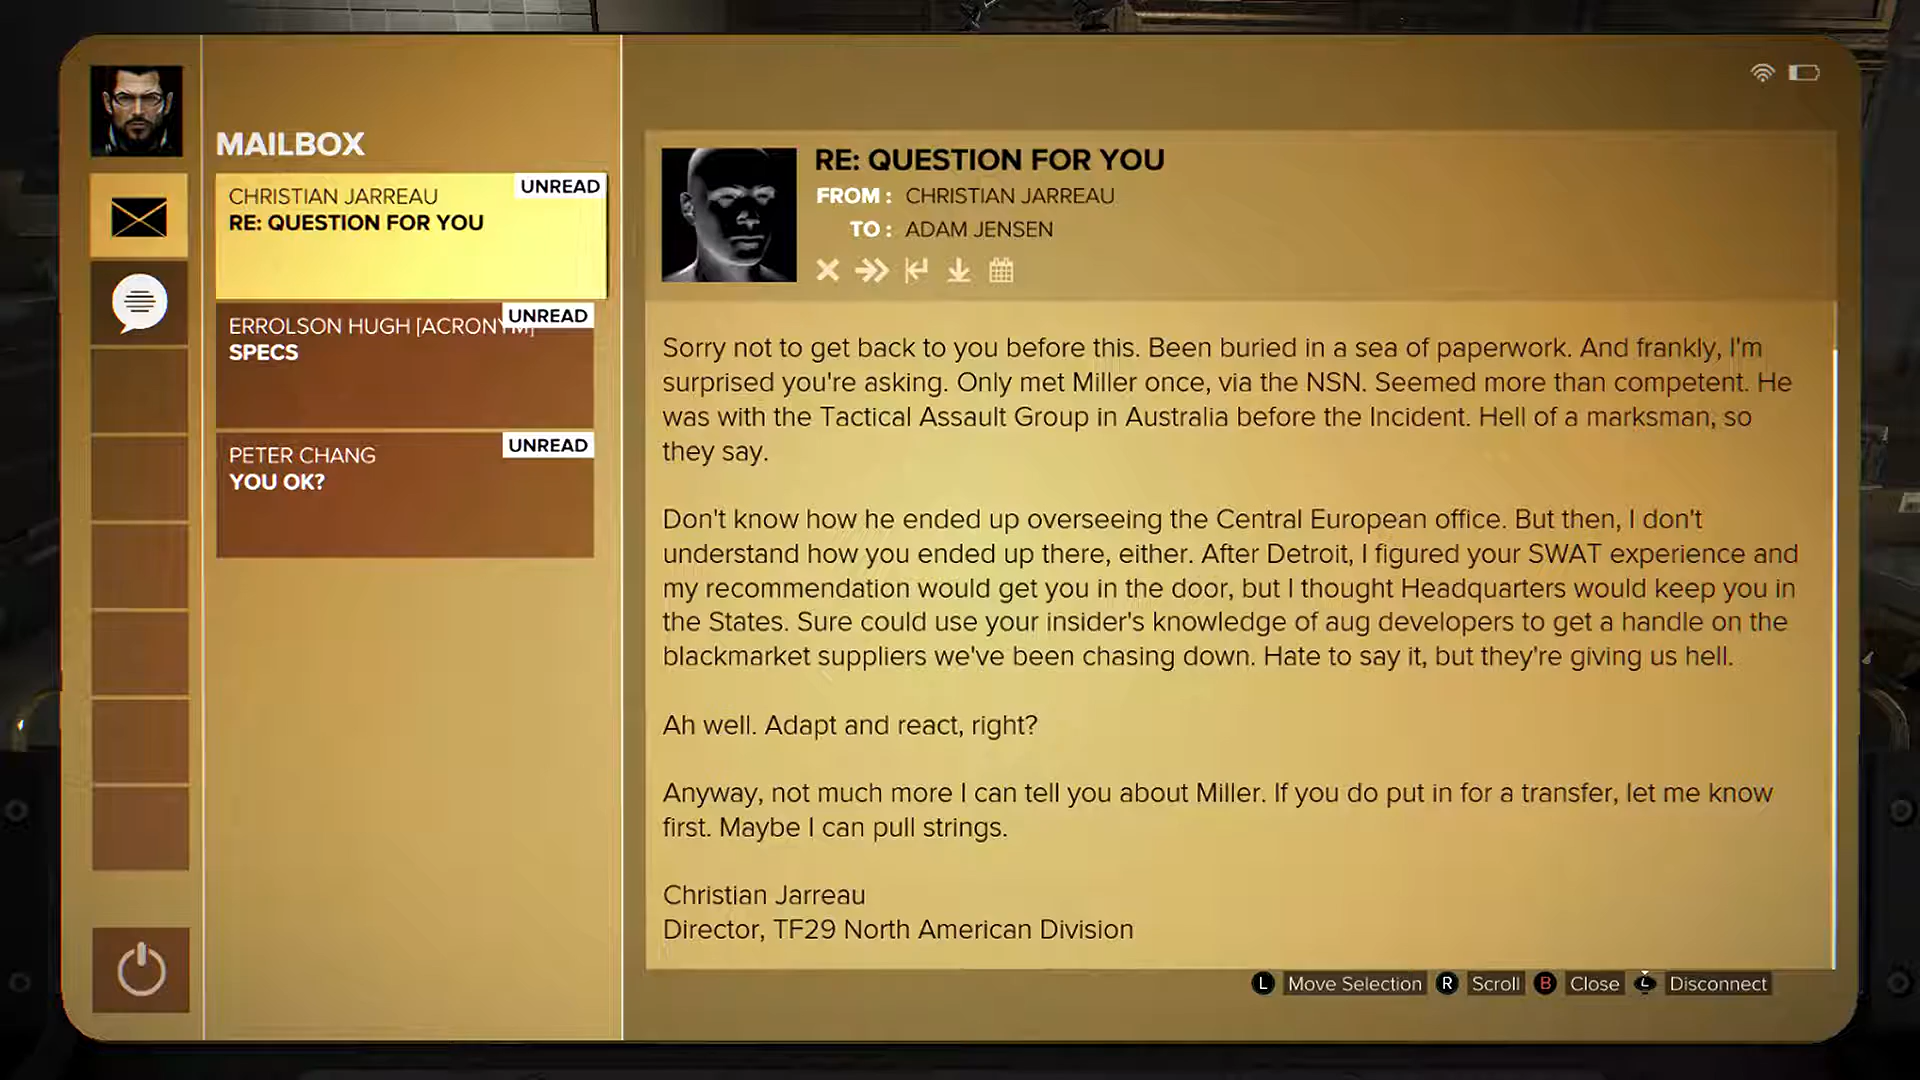 MAILBOX
CHRISTIAN JARREAU
UNREAD
RE: QUESTION FOR YOU
ERROLSON HUGH [ACRONYM]
UNREAD
SPECS
PETER CHANG
UNREAD
YOU OK?
RE: QUESTION FOR YOU
FROM : CHRISTIAN JARREAU
TO : ADAM JENSEN
Sorry not to get back to you before this. Been buried in a sea of paperwork. And frankly, I'm
surprised you're asking. Only met Miller once, via the NSN. Seemed more than competent. He
was with the Tactical Assault Group in Australia before the Incident. Hell of a marksman, so
they say.
Don't know how he ended up overseeing the Central European office. But then, I don't
understand how you ended up there, either. After Detroit, I figured your SWAT experience and
my recommendation would get you in the door, but I thought Headquarters would keep you in
the States. Sure could use your insider's knowledge of aug developers to get a handle on the
blackmarket suppliers we've been chasing down. Hate to say it, but they're giving us hell.
Ah well. Adapt and react, right?
Anyway, not much more I can tell you about Miller. If you do put in for a transfer, let me know
first. Maybe I can pull strings.
Christian Jarreau
Director, TF29 North American Division
L Move Selection R Scroll B Close L Disconnect